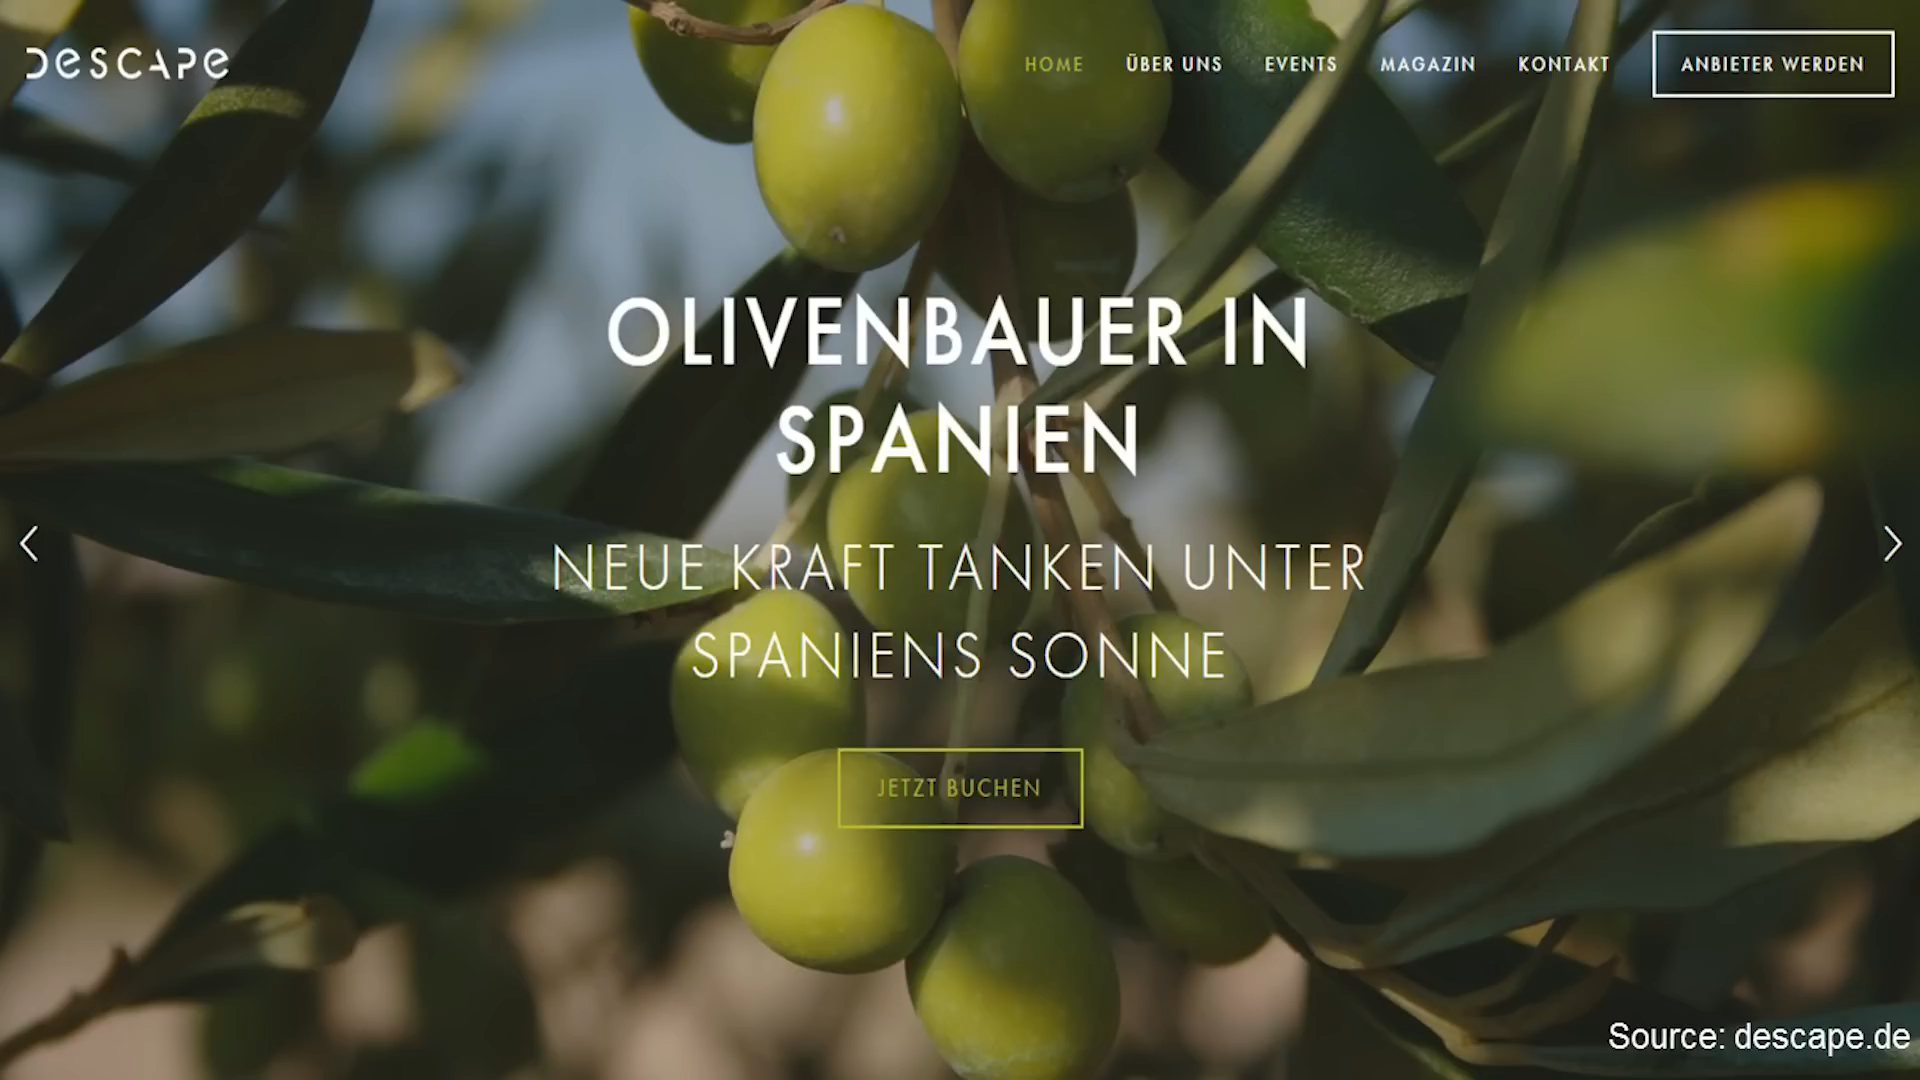 DESCAPE
HOME ÜBER UNS EVENTS MAGAZIN KONTAKT ANBIETER WERDEN
OLIVENBAUER IN
SPANIEN
NEUE KRAFT TANKEN UNTER
SPANIENS SONNE
JETZT BUCHEN
Source: descape.de